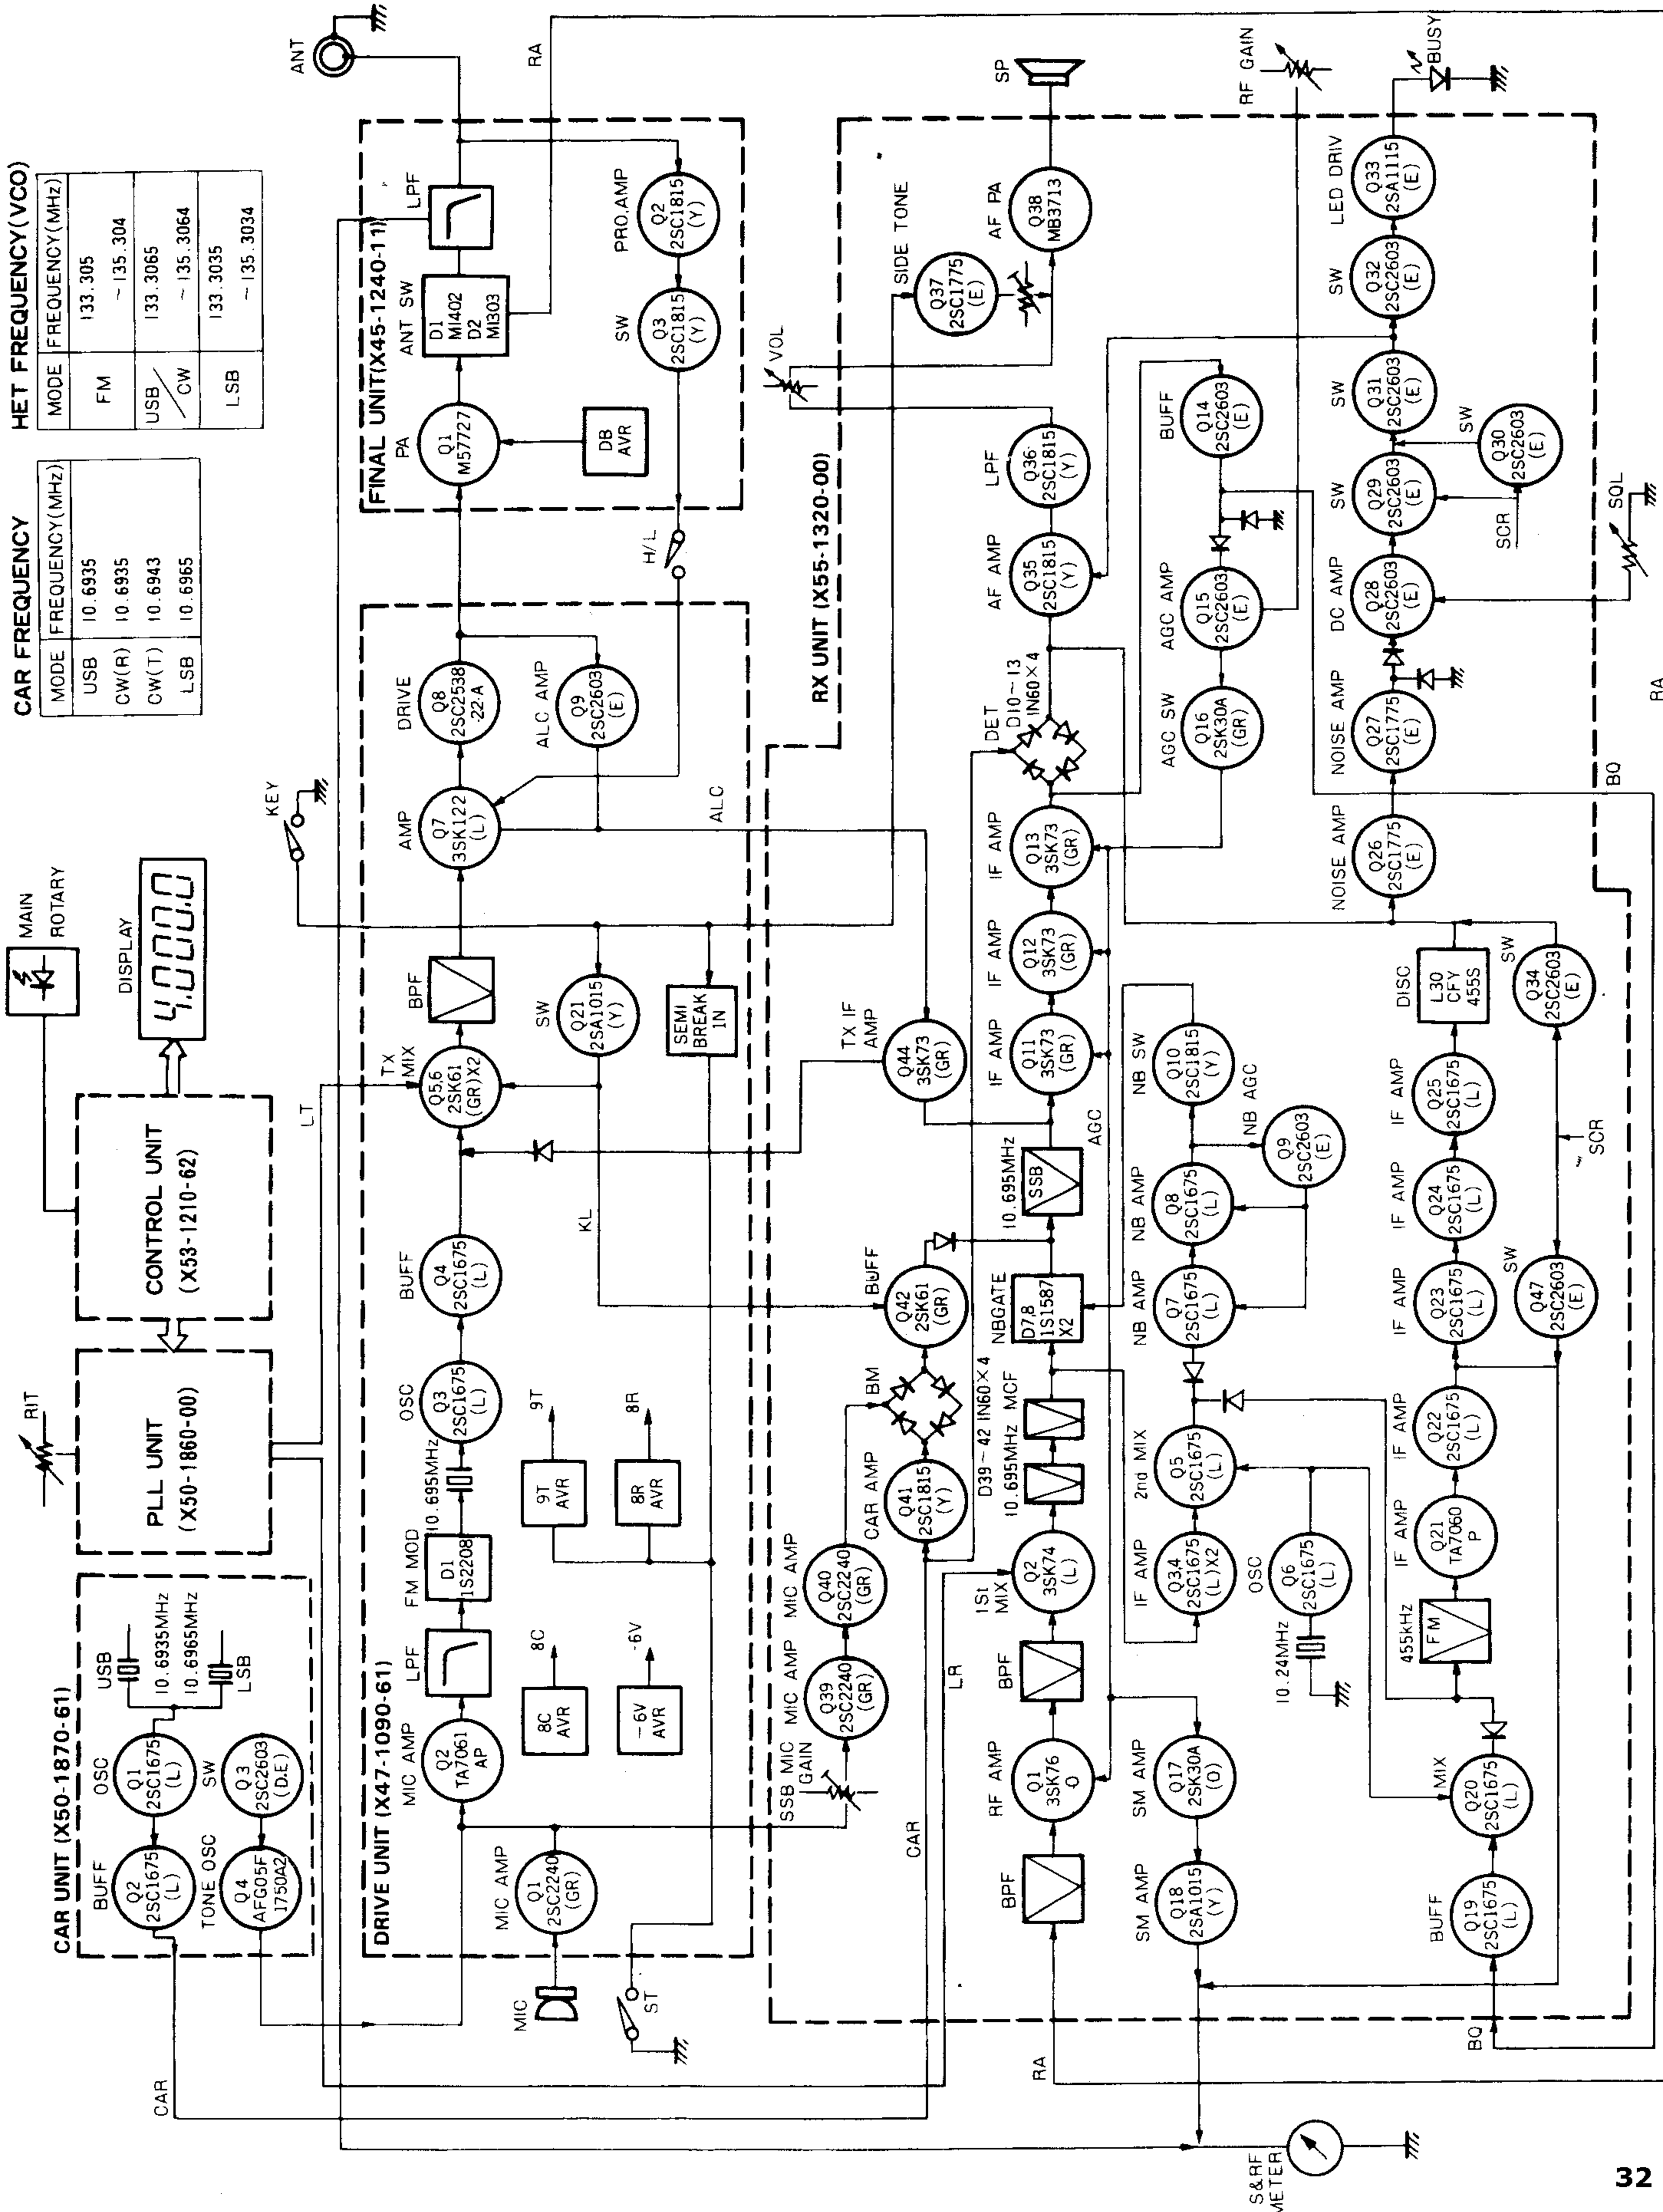 CAR FREQUENCY
MODE FREQUENCY(MHz)
USB 10.6935
CW(R) 10.6935
CW(T) 10.6943
LSB 10.6965
HET FREQUENCY(VCO)
MODE FREQUENCY(MHz)
FM 133.305
~135.304
USB/CW 133.3065
~135.3064
LSB 133.3035
~135.3034
MAIN
ROTARY
DISPLAY
4.000.0
RIT
PLL UNIT
(X50-1860-00)
CONTROL UNIT
(X53-1210-62)
CAR UNIT (X50-1870-61)
BUFF
Q2
2SC1675
(L)
OSC
Q1
2SC1675
(L)
USB
10.6935MHz
10.6965MHz
LSB
TONE OSC
Q4
AFG05F
1750A2
SW
Q3
2SC2603
(D.E)
CAR
LT
KEY
ANT
RA
DRIVE UNIT (X47-1090-61)
MIC AMP
Q2
TA7061
AP
LPF
FM MOD
D1
1S2208
10.695MHz
OSC
Q3
2SC1675
(L)
BUFF
Q4
2SC1675
(L)
TX
MIX
Q5,6
2SK61
(GR)X2
BPF
AMP
Q7
3SK122
(L)
DRIVE
Q8
2SC2538
-22-A
ALC AMP
Q9
2SC2603
(E)
MIC
MIC AMP
Q1
2SC2240
(GR)
ST
8C
8C
AVR
-6V
-6V
AVR
9T
9T
AVR
8R
8R
AVR
KL
SW
Q21
2SA1015
(Y)
SEMI
BREAK
IN
ALC
H/L
FINAL UNIT(X45-1240-11)
PA
Q1
M57727
DB
AVR
ANT SW
D1
MI402
D2
MI303
LPF
SW
Q3
2SC1815
(Y)
PRO.AMP
Q2
2SC1815
(Y)
RX UNIT (X55-1320-00)
SSB MIC
GAIN
MIC AMP
Q39
2SC2240
(GR)
MIC AMP
Q40
2SC2240
(GR)
CAR AMP
Q41
2SC1815
(Y)
BM
D39~42 IN60X4
BUFF
Q42
2SK61
(GR)
TX IF
AMP
Q44
3SK73
(GR)
CAR
LR
RA
BPF
RF AMP
Q1
3SK76
O
BPF
1St
MIX
Q2
3SK74
(L)
10.695MHz MCF
NBGATE
D7,8
1S1587
X2
10.695MHz
SSB
IF AMP
Q11
3SK73
(GR)
IF AMP
Q12
3SK73
(GR)
IF AMP
Q13
3SK73
(GR)
DET
D10~13
IN60X4
AF AMP
Q35
2SC1815
(Y)
LPF
Q36
2SC1815
(Y)
VOL
SIDE TONE
Q37
2SC1775
(E)
AF PA
Q38
MB3713
SP
AGC
SM AMP
Q18
2SA1015
(Y)
SM AMP
Q17
2SK30A
(O)
IF AMP
Q3,4
2SC1675
(L)X2
2nd MIX
Q5
2SC1675
(L)
NB AMP
Q7
2SC1675
(L)
NB AMP
Q8
2SC1675
(L)
NB SW
Q10
2SC1815
(Y)
NB AGC
Q9
2SC2603
(E)
AGC SW
Q16
2SK30A
(GR)
AGC AMP
Q15
2SC2603
(E)
BUFF
Q14
2SC2603
(E)
RF GAIN
OSC
Q6
2SC1675
(L)
10.24MHz
BUFF
Q19
2SC1675
(L)
MIX
Q20
2SC1675
(L)
455kHz
FM
IF AMP
Q21
TA7060
P
IF AMP
Q22
2SC1675
(L)
IF AMP
Q23
2SC1675
(L)
IF AMP
Q24
2SC1675
(L)
IF AMP
Q25
2SC1675
(L)
DISC
L30
CFY
455S
SW
Q47
2SC2603
(E)
SW
Q34
2SC2603
(E)
SCR
NOISE AMP
Q26
2SC1775
(E)
NOISE AMP
Q27
2SC1775
(E)
DC AMP
Q28
2SC2603
(E)
SW
Q29
2SC2603
(E)
SW
Q30
2SC2603
(E)
SCR
SW
Q31
2SC2603
(E)
SW
Q32
2SC2603
(E)
LED DRIV
Q33
2SA1115
(E)
BUSY
SQL
BQ
BQ
RA
S&RF
METER
32